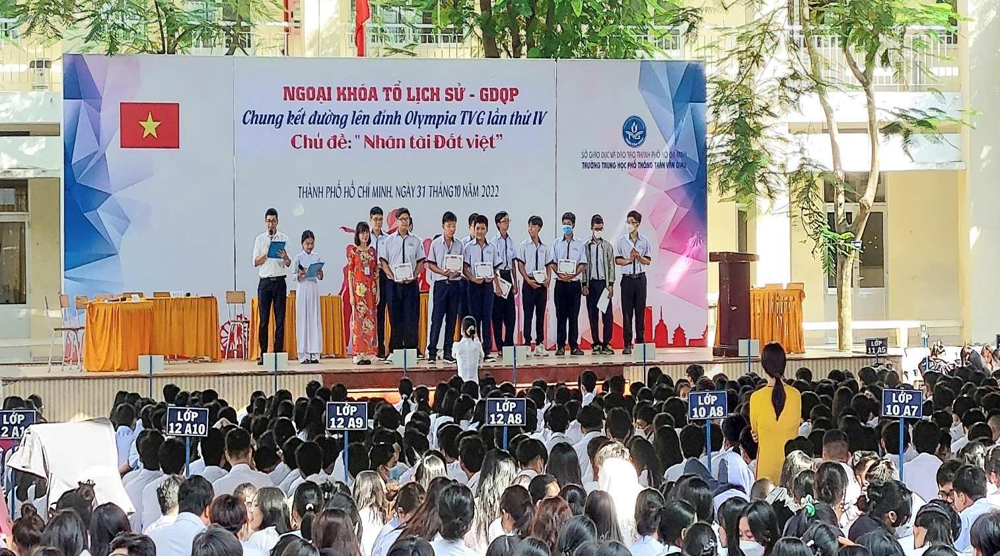 NGOẠI KHÓA TỔ LỊCH SỬ - GDQP
Chung kết đường lên đỉnh Olympia TVG lần thứ IV
Chủ đề: "Nhân tài Đất việt"
SỞ GIÁO DỤC VÀ ĐÀO TẠO THÀNH PHỐ HỒ CHÍ MINH
TRƯỜNG TRUNG HỌC PHỔ THÔNG TRẦN VĂN GIÀU
THÀNH PHỐ HỒ CHÍ MINH, NGÀY 31 THÁNG10 NĂM 2022
LỚP
11 A5
LỚP
12 A1
LỚP
12 A10
LỚP
12 A9
LỚP
12 A8
LỚP
10 A8
LỚP
10 A7